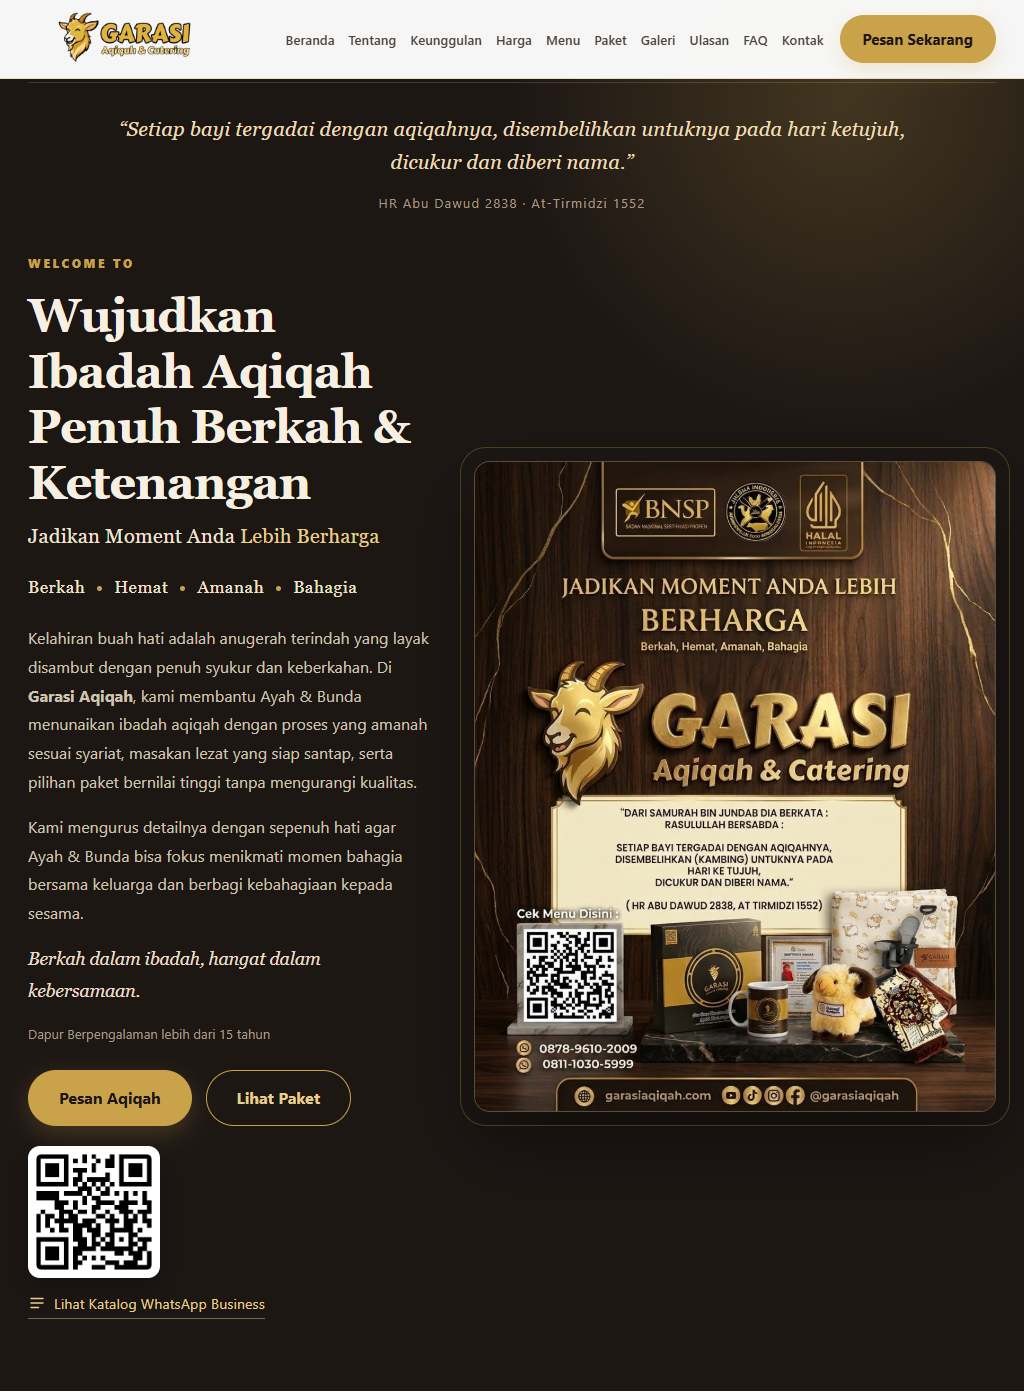 GARASI
Aqiqah & Catering
Beranda Tentang Keunggulan Harga Menu Paket Galeri Ulasan FAQ Kontak Pesan Sekarang
“Setiap bayi tergadai dengan aqiqahnya, disembelihkan untuknya pada hari ketujuh,
dicukur dan diberi nama.”
HR Abu Dawud 2838 · At-Tirmidzi 1552
WELCOME TO
Wujudkan
Ibadah Aqiqah
Penuh Berkah &
Ketenangan
Jadikan Moment Anda Lebih Berharga
Berkah • Hemat • Amanah • Bahagia
Kelahiran buah hati adalah anugerah terindah yang layak
disambut dengan penuh syukur dan keberkahan. Di
Garasi Aqiqah, kami membantu Ayah & Bunda
menunaikan ibadah aqiqah dengan proses yang amanah
sesuai syariat, masakan lezat yang siap santap, serta
pilihan paket bernilai tinggi tanpa mengurangi kualitas.
Kami mengurus detailnya dengan sepenuh hati agar
Ayah & Bunda bisa fokus menikmati momen bahagia
bersama keluarga dan berbagi kebahagiaan kepada
sesama.
Berkah dalam ibadah, hangat dalam
kebersamaan.
Dapur Berpengalaman lebih dari 15 tahun
Pesan Aqiqah Lihat Paket
Lihat Katalog WhatsApp Business
BNSP
BADAN NASIONAL SERTIFIKASI PROFESI
HALAL
INDONESIA
JADIKAN MOMENT ANDA LEBIH
BERHARGA
Berkah, Hemat, Amanah, Bahagia
GARASI
Aqiqah & Catering
“DARI SAMURAH BIN JUNDAB DIA BERKATA :
RASULULLAH BERSABDA :
SETIAP BAYI TERGADAI DENGAN AQIQAHNYA,
DISEMBELIHKAN (KAMBING) UNTUKNYA PADA
HARI KE TUJUH,
DICUKUR DAN DIBERI NAMA.”
( HR ABU DAWUD 2838, AT TIRMIDZI 1552)
Cek Menu Disini :
GARASI
GARASI
0878-9610-2009
0811-1030-5999
garasiaqiqah.com @garasiaqiqah